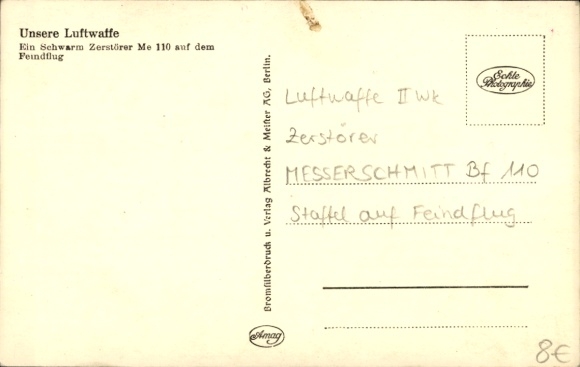 Unsere Luftwaffe
Ein Schwarm Zerstörer Me 110 auf dem
Feindflug
Bromsilberdruck u. Verlag Albrecht & Meister AG, Berlin.
Amag
Echte
Photographie
Luftwaffe II WK
Zerstörer
MESSERSCHMITT Bf 110
Staffel auf Feindflug
8€